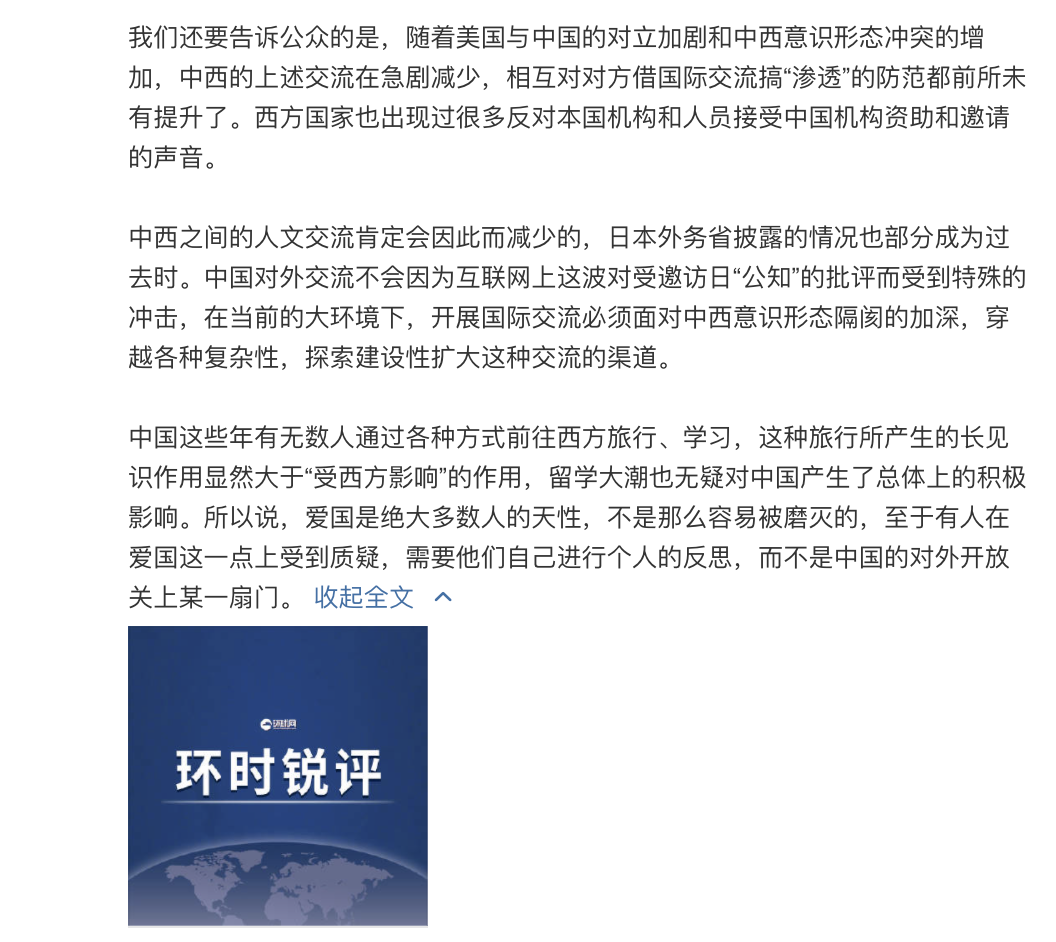 我们还要告诉公众的是，随着美国与中国的对立加剧和中西意识形态冲突的增
加，中西的上述交流在急剧减少，相互对对方借国际交流搞“渗透”的防范都前所未
有提升了。西方国家也出现过很多反对本国机构和人员接受中国机构资助和邀请
的声音。
中西之间的人文交流肯定会因此而减少的，日本外务省披露的情况也部分成为过
去时。中国对外交流不会因为互联网上这波对受邀访日“公知”的批评而受到特殊的
冲击，在当前的大环境下，开展国际交流必须面对中西意识形态隔阂的加深，穿
越各种复杂性，探索建设性扩大这种交流的渠道。
中国这些年有无数人通过各种方式前往西方旅行、学习，这种旅行所产生的长见
识作用显然大于“受西方影响”的作用，留学大潮也无疑对中国产生了总体上的积极
影响。所以说，爱国是绝大多数人的天性，不是那么容易被磨灭的，至于有人在
爱国这一点上受到质疑，需要他们自己进行个人的反思，而不是中国的对外开放
关上某一扇门。 收起全文
环球网
环时锐评